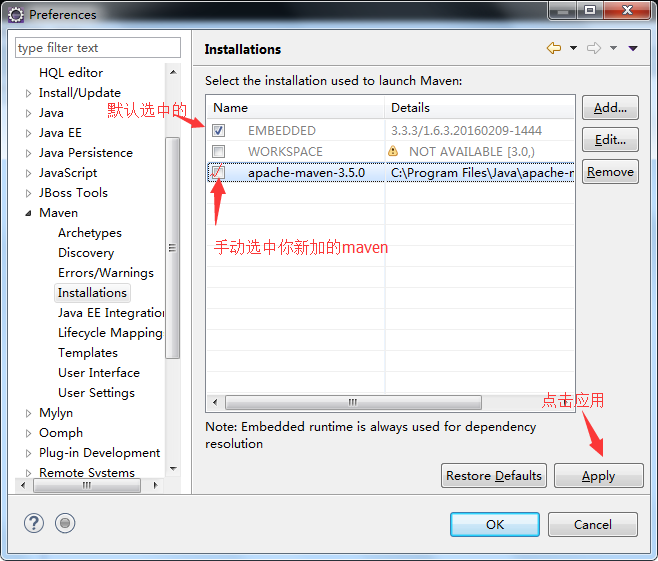 Preferences
type filter text
HQL editor
Install/Update
Java
Java EE
Java Persistence
JavaScript
JBoss Tools
Maven
Archetypes
Discovery
Errors/Warnings
Installations
Java EE Integration
Lifecycle Mapping
Templates
User Interface
User Settings
Mylyn
Oomph
Plug-in Development
Remote Systems
Installations
Select the installation used to launch Maven:
Name Details
默认选中的
EMBEDDED 3.3.3/1.6.3.20160209-1444
WORKSPACE NOT AVAILABLE [3.0,)
apache-maven-3.5.0 C:\Program Files\Java\apache-m
手动选中你新加的maven
Add...
Edit...
Remove
点击应用
Note: Embedded runtime is always used for dependency
resolution
Restore Defaults Apply
OK Cancel